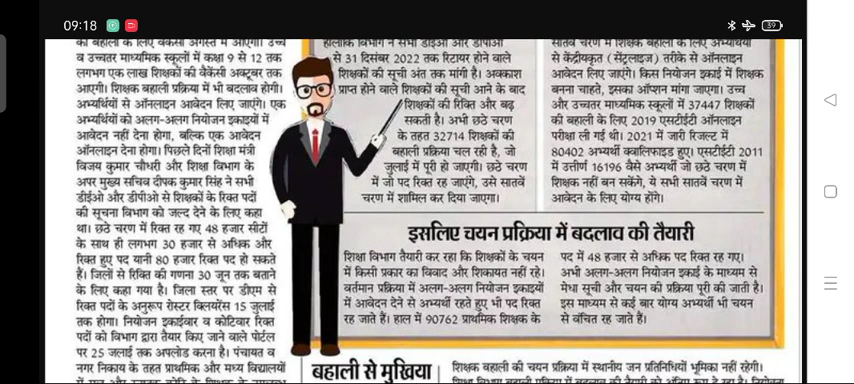 09:18
39
की बहाली के लिए वैकेंसी अगस्त में आएगी। उच्च
व उच्चतर माध्यमिक स्कूलों में कक्षा 9 से 12 तक
लगभग एक लाख शिक्षकों की वैकेंसी अक्टूबर तक
आएगी। शिक्षक बहाली प्रक्रिया में भी बदलाव होगी।
अभ्यर्थियों से ऑनलाइन आवेदन लिए जाएंगे। एक
अभ्यर्थियों को अलग-अलग नियोजन इकाइयों में
आवेदन नहीं देना होगा, बल्कि एक आवेदन
ऑनलाइन देना होगा। पिछले दिनों शिक्षा मंत्री
विजय कुमार चौधरी और शिक्षा विभाग के
अपर मुख्य सचिव दीपक कुमार सिंह ने सभी
डीईओ और डीपीओ से शिक्षकों के रिक्त पदों
की सूचना विभाग को जल्द देने के लिए कहा
था। छठे चरण में रिक्त रह गए 48 हजार सीटों
के साथ ही लगभग 30 हजार से अधिक और
रिक्त हुए पद यानी 80 हजार रिक्त पद हो सकते
हैं। जिलों से रिक्ति की गणना 30 जून तक बताने
के लिए कहा गया है। जिला स्तर पर डीएम से
रिक्त पदों के अनुरूप रोस्टर क्लियरेंस 15 जुलाई
तक होगा। नियोजन इकाईवार व कोटिवार रिक्त
पदों को विभाग द्वारा तैयार किए जाने वाले पोर्टल
पर 25 जलाई तक अपलोड करना है। पंचायत व
नगर निकाय के तहत प्राथमिक और मध्य विद्यालयों
हालांकि विभाग ने सभी डीईओ और डीपीओ
से 31 दिसंबर 2022 तक रिटायर होने वाले
शिक्षकों की सूची अंत तक मांगी है। अवकाश
प्राप्त होने वाले शिक्षकों की सूची आने के बाद
शिक्षकों की रिक्ति और बढ़
सकती है। अभी छठे चरण
के तहत 32714 शिक्षकों की
बहाली प्रक्रिया चल रही है, जो
जुलाई में पूरी हो जाएगी। छठे चरण
में जो पद रिक्त रह जाएंगे, उसे सातवें
चरण में शामिल कर दिया जाएगा।
सातवें चरण में शिक्षक बहाली के लिए अभ्यर्थियों
से केंद्रीयकृत (सेंट्रलाइज) तरीके से ऑनलाइन
आवेदन लिए जाएंगे। किस नियोजन इकाई में शिक्षक
बनना चाहते, इसका ऑप्शन मांगा जाएगा। उच्च
और उच्चतर माध्यमिक स्कूलों में 37447 शिक्षकों
की बहाली के लिए 2019 एसटीईटी ऑनलाइन
परीक्षा ली गई थी। 2021 में जारी रिजल्ट में
80402 अभ्यर्थी क्वालिफाइड हुए। एसटीईटी 2011
में उत्तीर्ण 16196 वैसे अभ्यर्थी जो छठे चरण में
शिक्षक नहीं बन सकेंगे, ये सभी सातवें चरण में
आवेदन के लिए योग्य होंगे।
इसलिए चयन प्रक्रिया में बदलाव की तैयारी
शिक्षा विभाग तैयारी कर रहा कि शिक्षकों के चयन
में किसी प्रकार का विवाद और शिकायत नहीं रहे।
वर्तमान प्रक्रिया में अलग-अलग नियोजन इकाइयों
में आवेदन देने से अभ्यर्थी रहते हुए भी पद रिक्त
रह जाते हैं। हाल में 90762 प्राथमिक शिक्षक के
पद में 48 हजार से अधिक पद रिक्त रह गए।
अभी अलग-अलग नियोजन इकाई के माध्यम से
मेधा सूची और चयन की प्रक्रिया पूरी की जाती है।
इस माध्यम से कई बार योग्य अभ्यर्थी भी चयन
से वंचित रह जाते हैं।
बहाली से मुखिया
शिक्षक बहाली की चयन प्रक्रिया में स्थानीय जन प्रतिनिधियों भूमिका नहीं रहेगी।